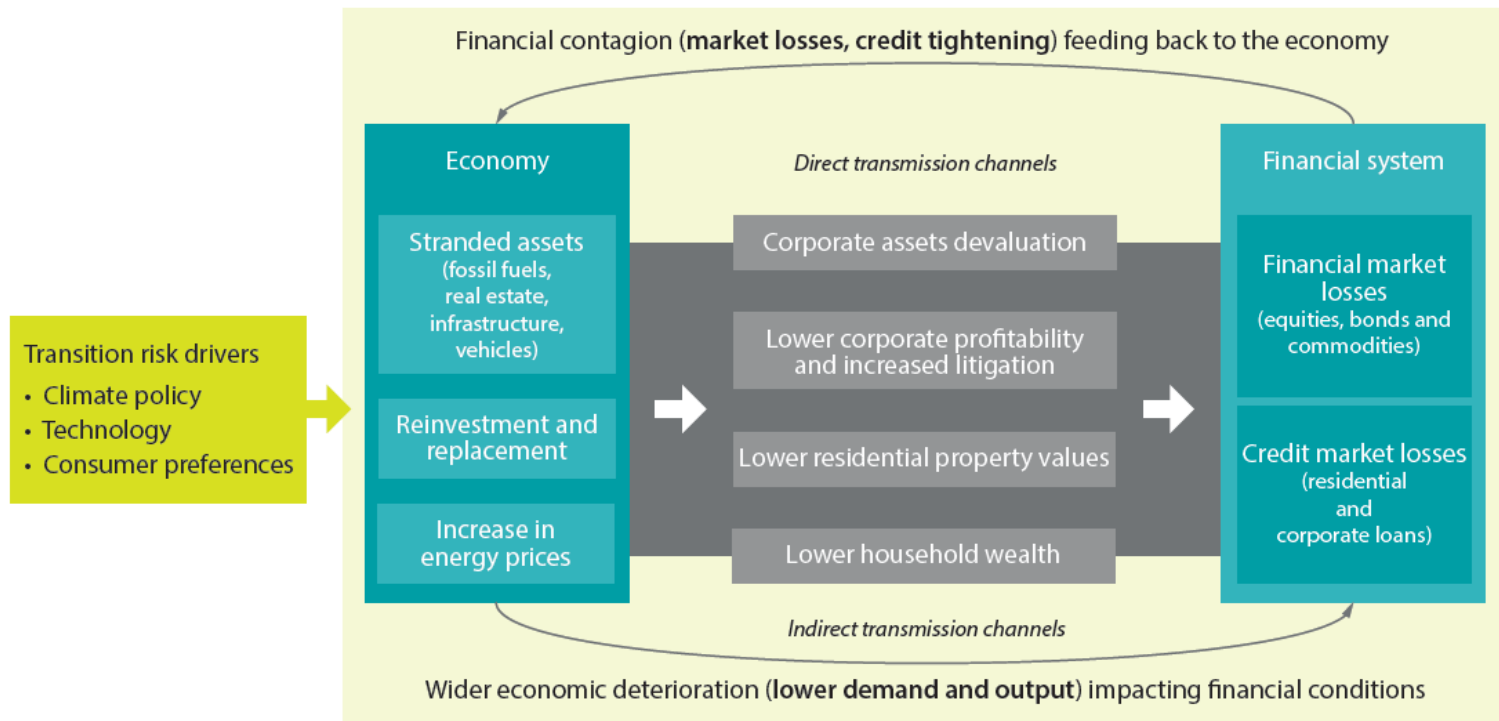 Financial contagion (market losses, credit tightening) feeding back to the economy
Economy
Direct transmission channels
Financial system
Transition risk drivers
• Climate policy
• Technology
• Consumer preferences
Stranded assets
(fossil fuels,
real estate,
infrastructure,
vehicles)
Reinvestment and
replacement
Increase in
energy prices
Corporate assets devaluation
Lower corporate profitability
and increased litigation
Lower residential property values
Lower household wealth
Financial market
losses
(equities, bonds and
commodities)
Credit market losses
(residential
and
corporate loans)
Indirect transmission channels
Wider economic deterioration (lower demand and output) impacting financial conditions